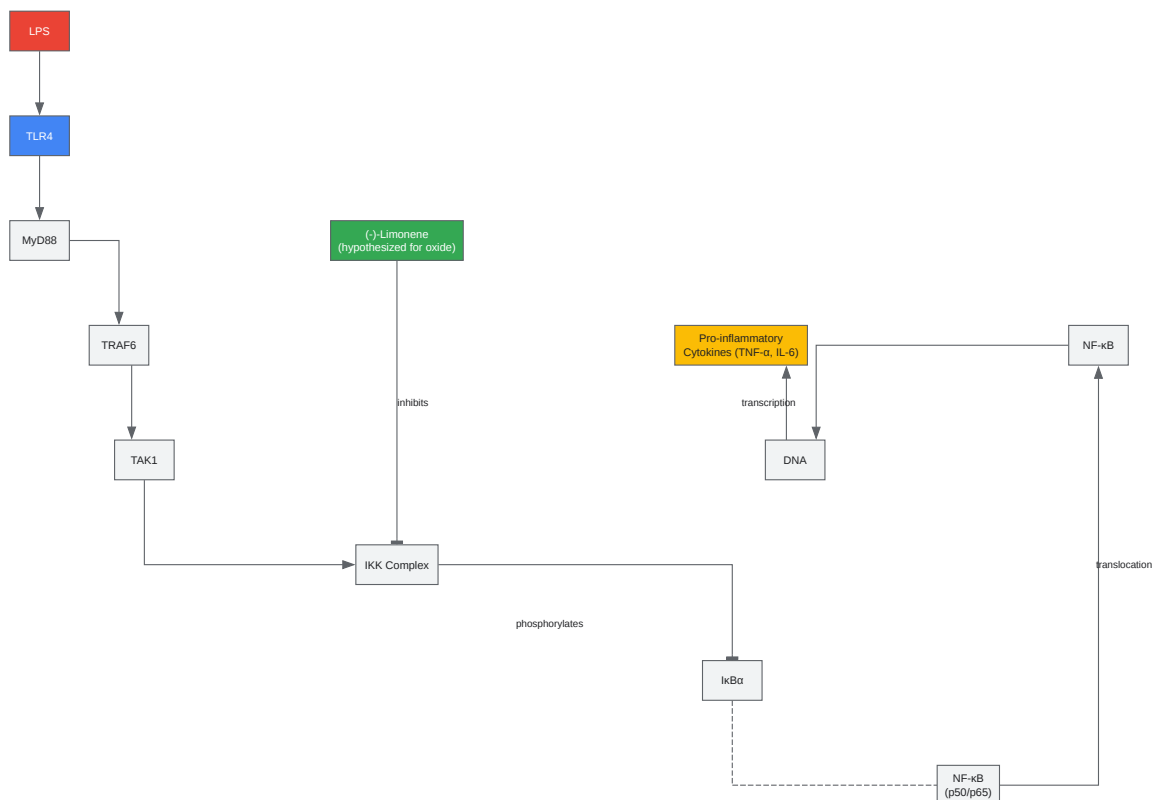 LPS
TLR4
MyD88
(-)-Limonene
(hypothesized for oxide)
TRAF6
Pro-inflammatory
Cytokines (TNF-α, IL-6)
NF-κB
inhibits
transcription
TAK1
DNA
IKK Complex
translocation
phosphorylates
IκBα
NF-κB
(p50/p65)